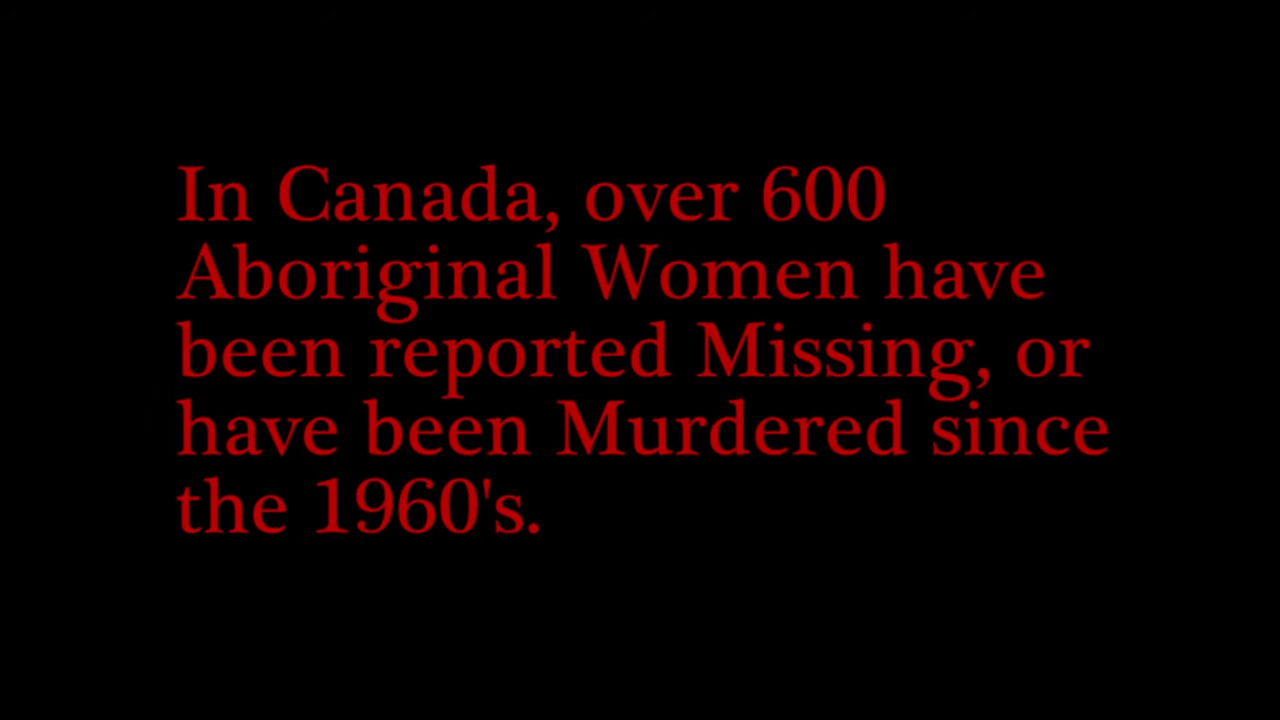 In Canada, over 600
Aboriginal Women have
been reported Missing, or
have been Murdered since
the 1960's.